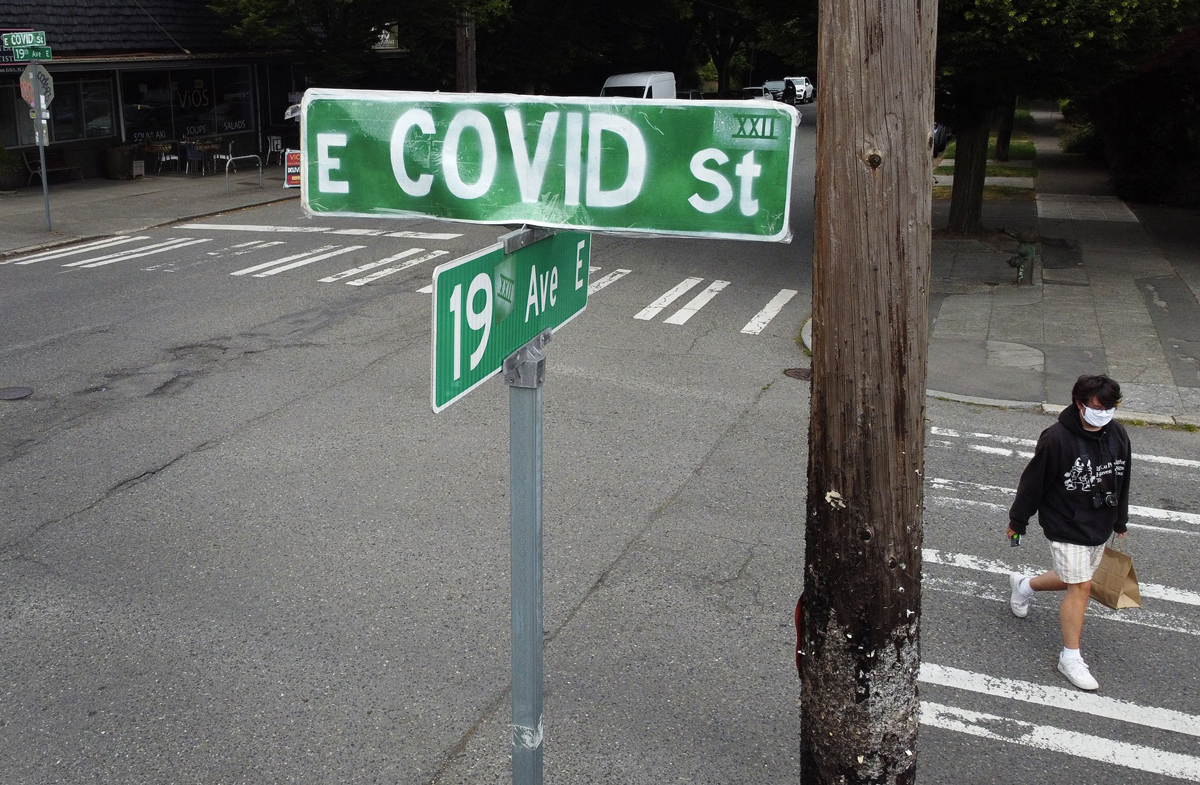 E COVID St
XXII
19 Ave E
XXII
E COVID St
19th Ave E
ViOS
SOUVLAKI SOUPS SALADS